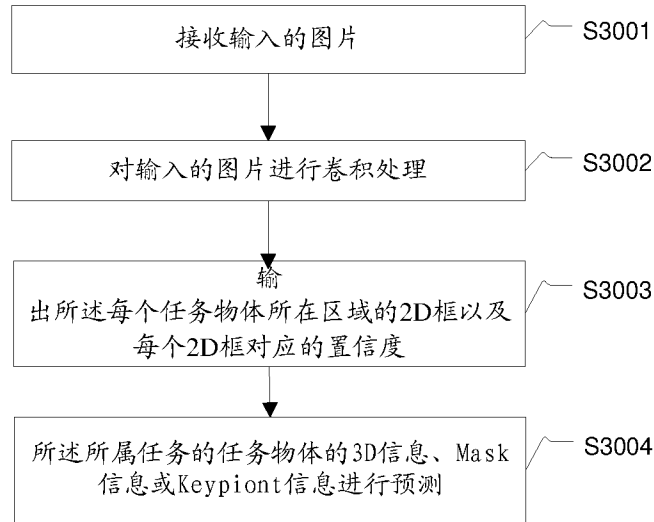 接收输入的图片
S3001
对输入的图片进行卷积处理
S3002
输
出所述每个任务物体所在区域的2D框以及
每个2D框对应的置信度
S3003
所述所属任务的任务物体的3D信息、Mask
信息或Keypiont信息进行预测
S3004